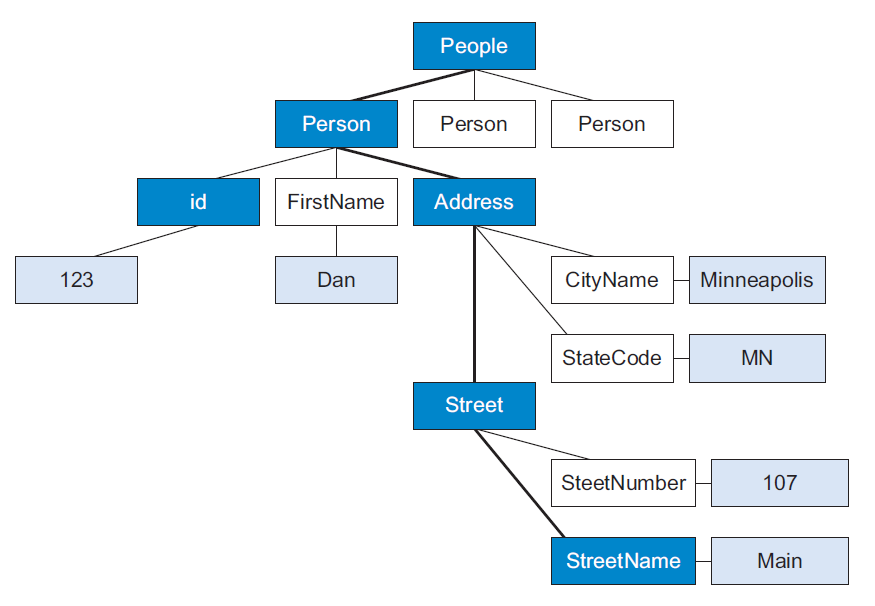 People
Person
Person
Person
id
FirstName
Address
123
Dan
CityName
Minneapolis
StateCode
MN
Street
SteetNumber
107
StreetName
Main